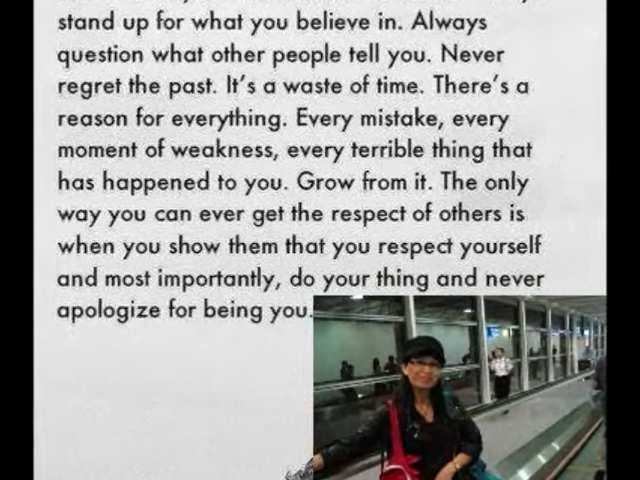 stand up for what you believe in. Always
question what other people tell you. Never
regret the past. It's a waste of time. There's a
reason for everything. Every mistake, every
moment of weakness, every terrible thing that
has happened to you. Grow from it. The only
way you can ever get the respect of others is
when you show them that you respect yourself
and most importantly, do your thing and never
apologize for being you.